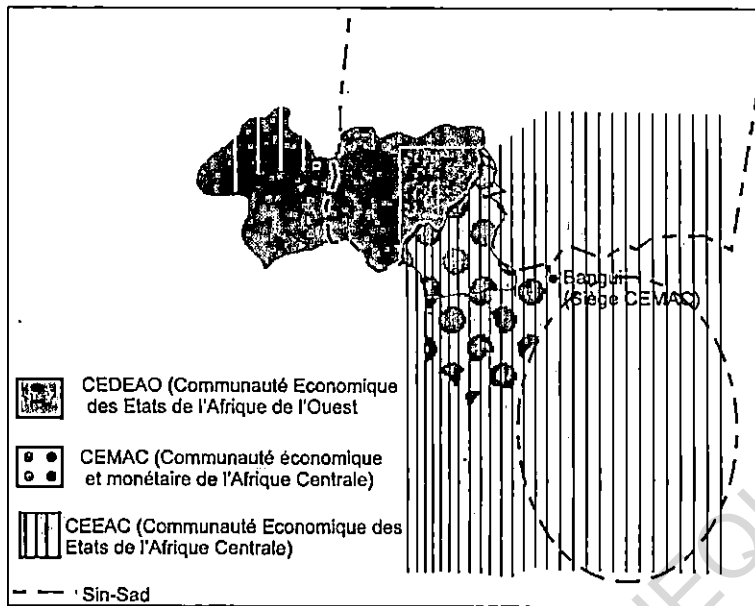 Bangui
(Siège CEMAC)
CEDEAO (Communauté Economique
des Etats de l'Afrique de l'Ouest
CEMAC (Communauté économique
et monétaire de l'Afrique Centrale)
CEEAC (Communauté Economique des
Etats de l'Afrique Centrale)
Sin-Sad